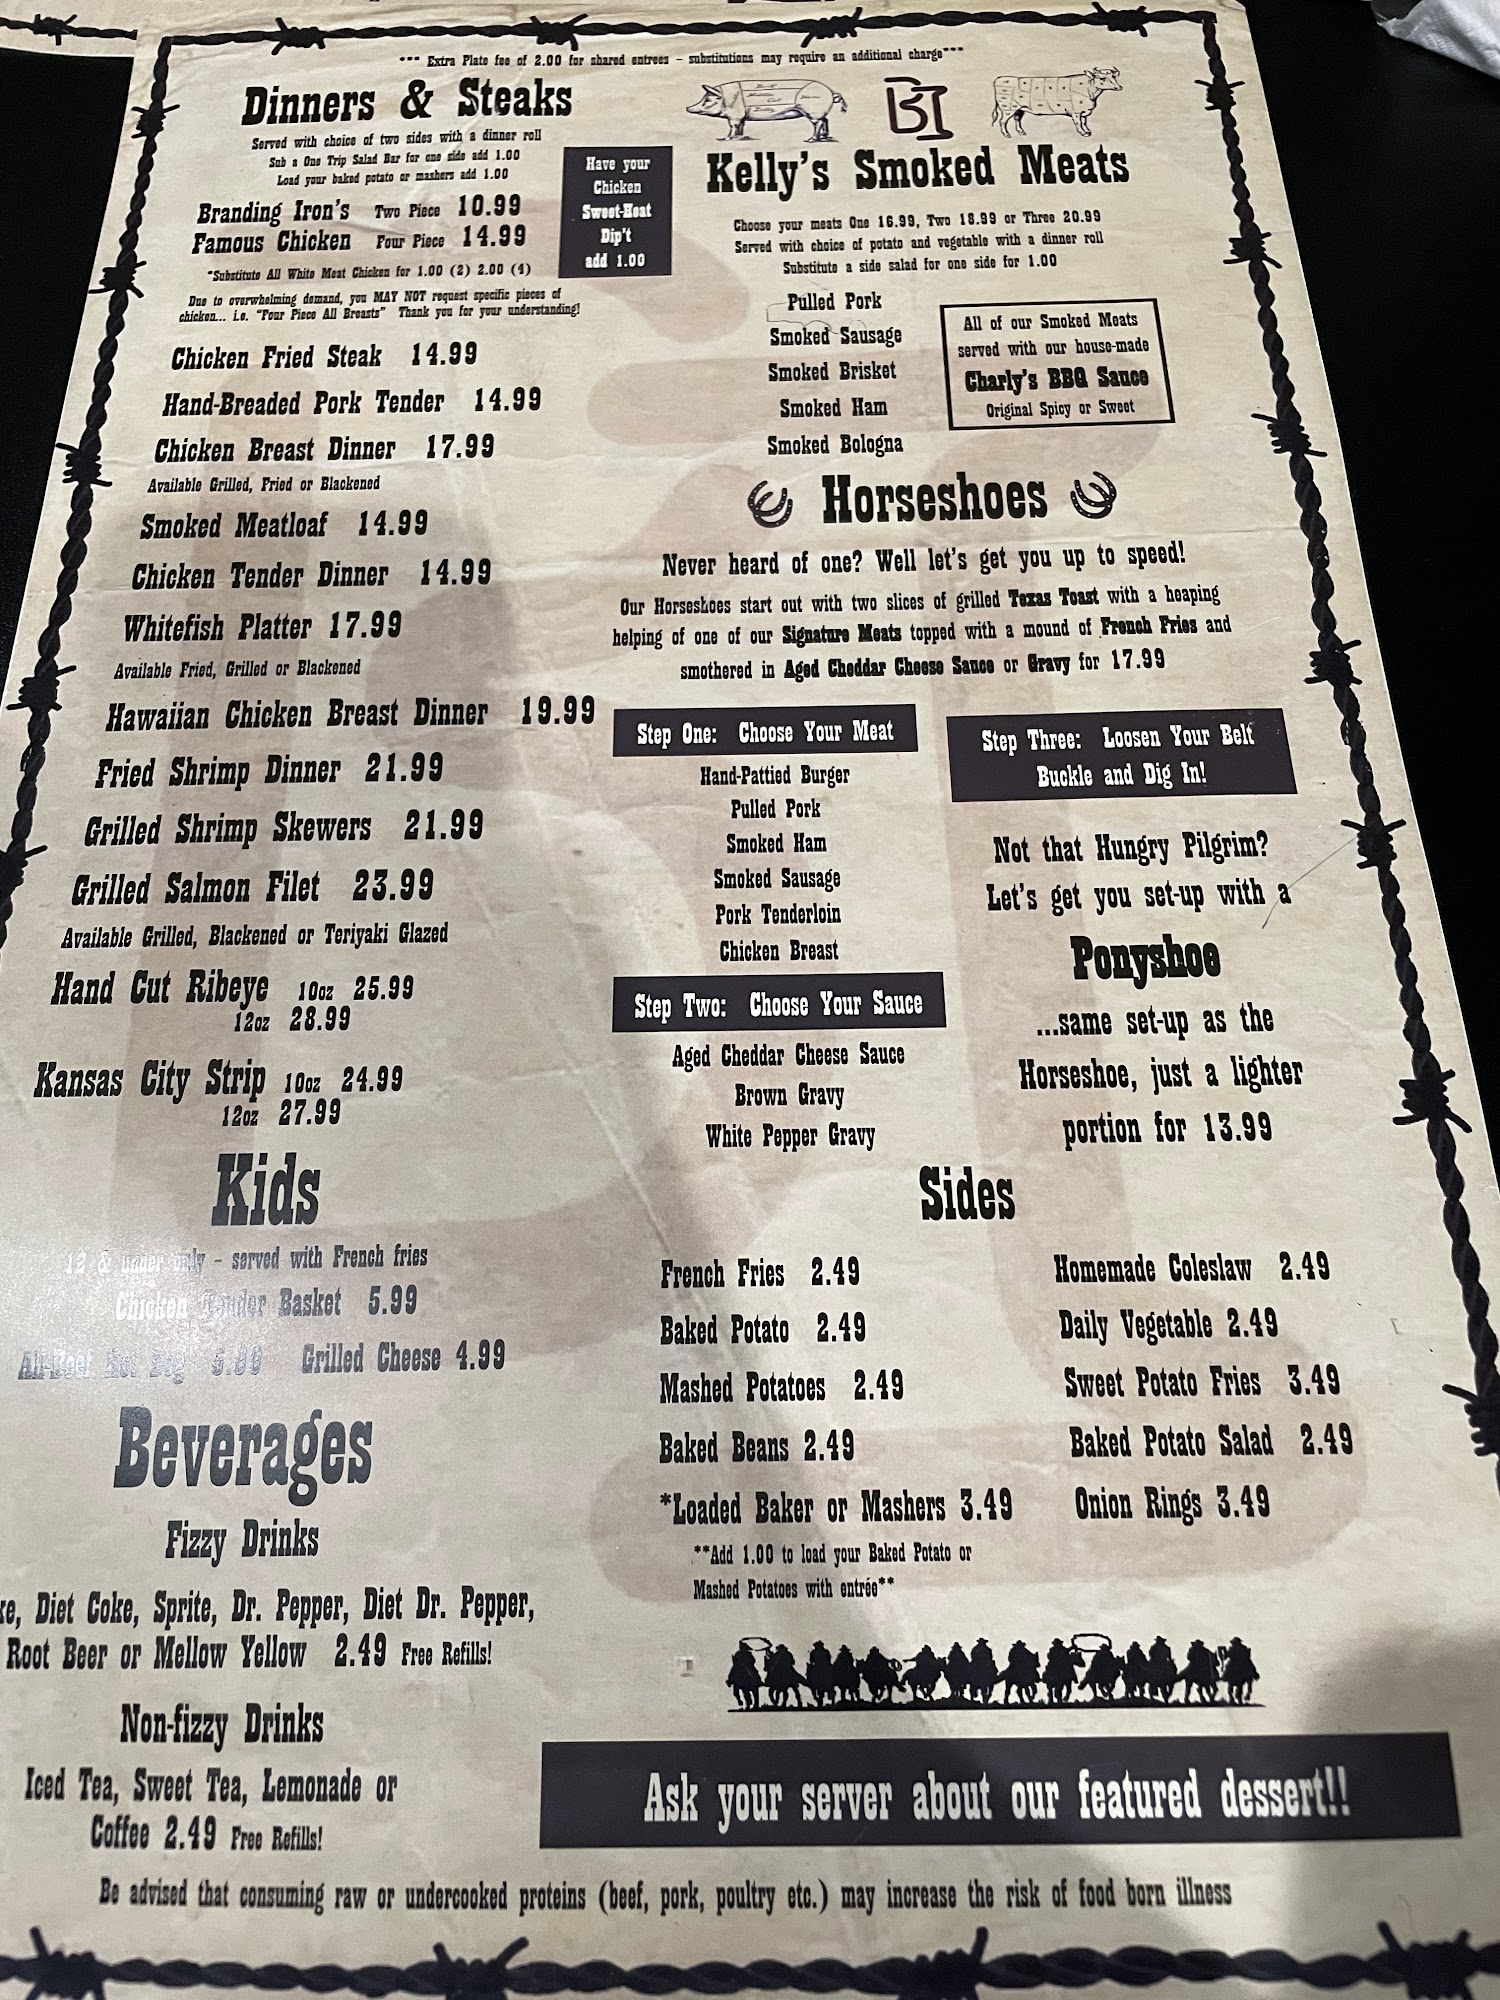 *** Extra Plate fee of 2.00 for shared entrees – substitutions may require an additional charge***
Dinners & Steaks
Served with choice of two sides with a dinner roll
Sub a One Trip Salad Bar for one side add 1.00
Load your baked potato or mashers add 1.00
Branding Iron's Two Piece 10.99
Famous Chicken Four Piece 14.99
*Substitute All White Meat Chicken for 1.00 (2) 2.00 (4)
Due to overwhelming demand, you MAY NOT request specific pieces of
chicken... i.e. "Four Piece All Breasts" Thank you for your understanding!
Have your
Chicken
Sweet-Heat
Dip't
add 1.00
Chicken Fried Steak 14.99
Hand-Breaded Pork Tender 14.99
Chicken Breast Dinner 17.99
Available Grilled, Fried or Blackened
Smoked Meatloaf 14.99
Chicken Tender Dinner 14.99
Whitefish Platter 17.99
Available Fried, Grilled or Blackened
Hawaiian Chicken Breast Dinner 19.99
Fried Shrimp Dinner 21.99
Grilled Shrimp Skewers 21.99
Grilled Salmon Filet 23.99
Available Grilled, Blackened or Teriyaki Glazed
Hand Cut Ribeye 10oz 25.99
12oz 28.99
Kansas City Strip 10oz 24.99
12oz 27.99
Kids
12 & under only – served with French fries
Chicken Tender Basket 5.99
All-Beef Hot Dog Grilled Cheese 4.99
Beverages
Fizzy Drinks
Diet Coke, Sprite, Dr. Pepper, Diet Dr. Pepper,
Root Beer or Mellow Yellow 2.49 Free Refills!
Non-fizzy Drinks
Iced Tea, Sweet Tea, Lemonade or
Coffee 2.49 Free Refills!
BI
Kelly's Smoked Meats
Choose your meats One 16.99, Two 18.99 or Three 20.99
Served with choice of potato and vegetable with a dinner roll
Substitute a side salad for one side for 1.00
Pulled Pork
Smoked Sausage
Smoked Brisket
Smoked Ham
Smoked Bologna
All of our Smoked Meats
served with our house-made
Charly's BBQ Sauce
Original Spicy or Sweet
Horseshoes
Never heard of one? Well let's get you up to speed!
Our Horseshoes start out with two slices of grilled Texas Toast with a heaping
helping of one of our Signature Meats topped with a mound of French Fries and
smothered in Aged Cheddar Cheese Sauce or Gravy for 17.99
Step One: Choose Your Meat
Hand-Pattied Burger
Pulled Pork
Smoked Ham
Smoked Sausage
Pork Tenderloin
Chicken Breast
Step Two: Choose Your Sauce
Aged Cheddar Cheese Sauce
Brown Gravy
White Pepper Gravy
Step Three: Loosen Your Belt
Buckle and Dig In!
Not that Hungry Pilgrim?
Let's get you set-up with a
Ponyshoe
...same set-up as the
Horseshoe, just a lighter
portion for 13.99
Sides
French Fries 2.49
Baked Potato 2.49
Mashed Potatoes 2.49
Baked Beans 2.49
*Loaded Baker or Mashers 3.49
**Add 1.00 to load your Baked Potato or
Mashed Potatoes with entrée**
Homemade Coleslaw 2.49
Daily Vegetable 2.49
Sweet Potato Fries 3.49
Baked Potato Salad 2.49
Onion Rings 3.49
Ask your server about our featured dessert!!
Be advised that consuming raw or undercooked proteins (beef, pork, poultry etc.) may increase the risk of food born illness